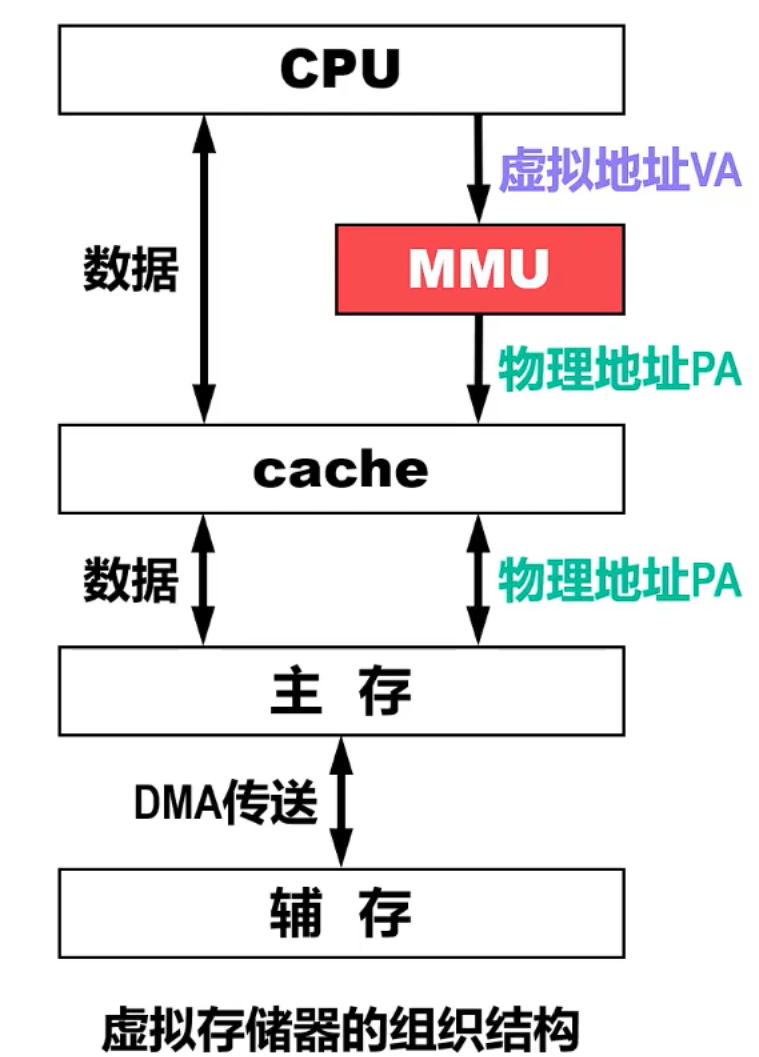 CPU
虚拟地址VA
数据
MMU
物理地址PA
cache
数据
物理地址PA
主 存
DMA传送
辅 存
虚拟存储器的组织结构